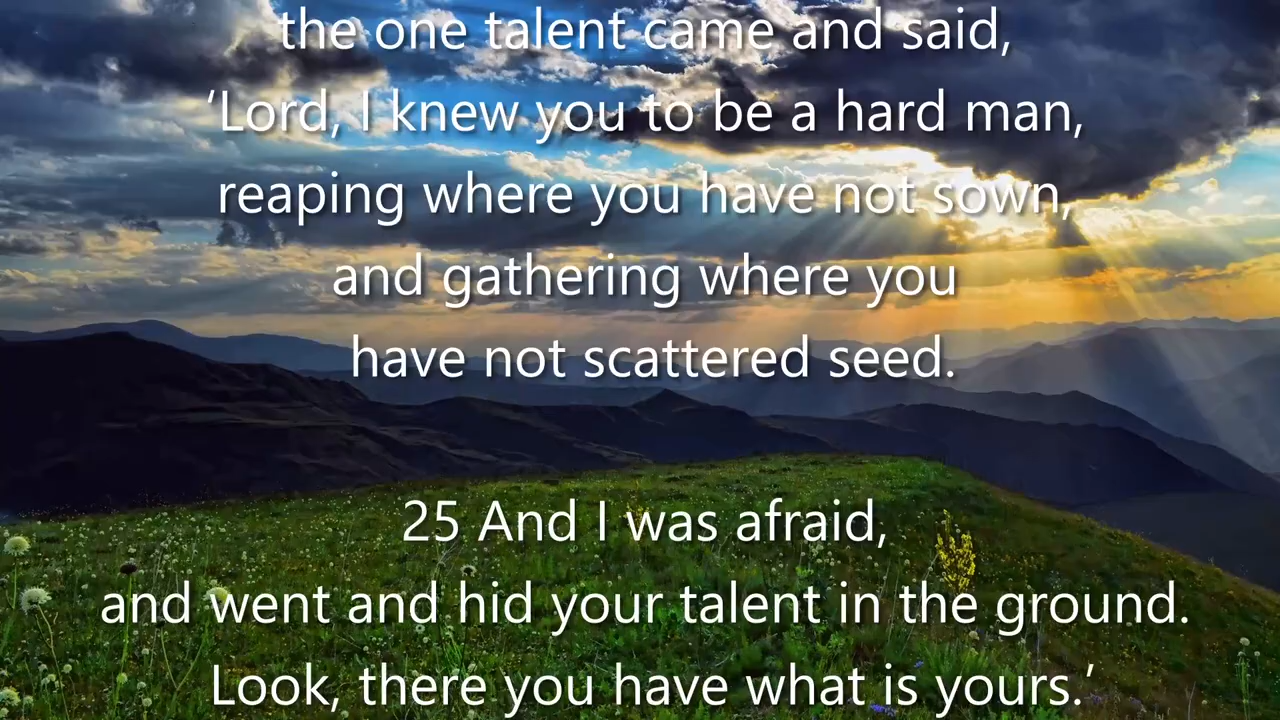 the one talent came and said,
‘Lord, I knew you to be a hard man,
reaping where you have not sown,
and gathering where you
have not scattered seed.
25 And I was afraid,
and went and hid your talent in the ground.
Look, there you have what is yours.’